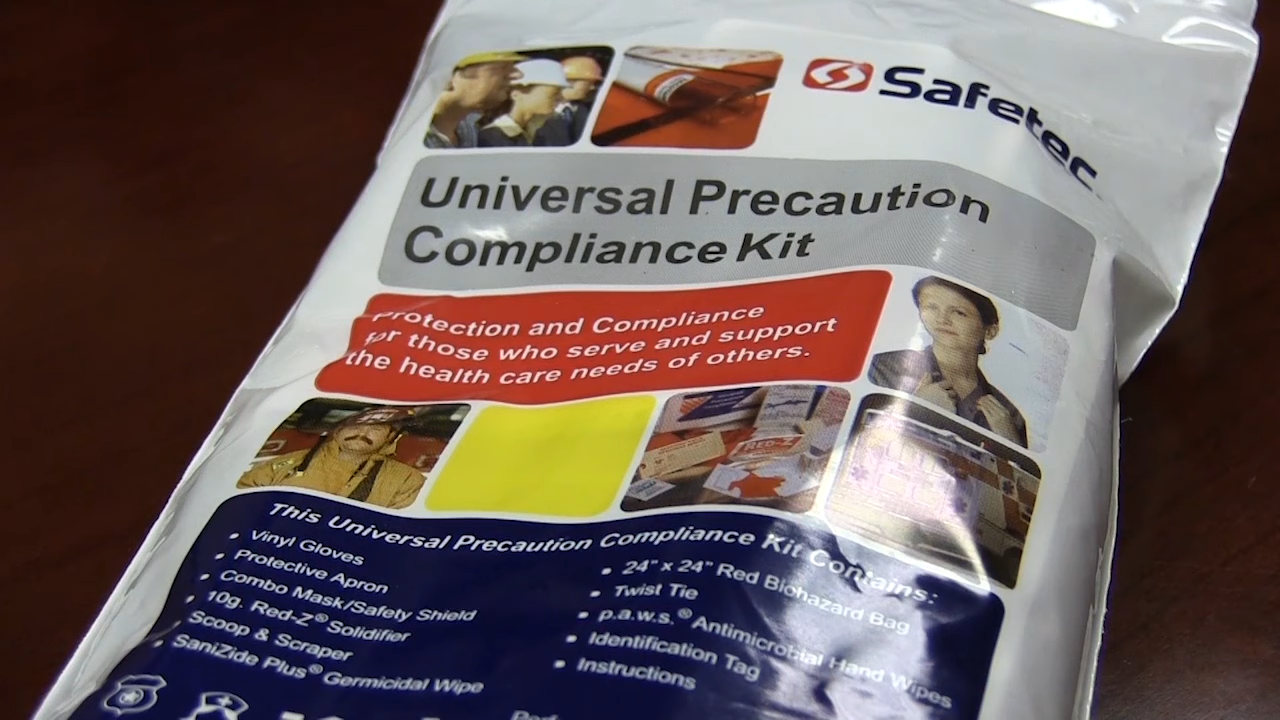 Safetec
Universal Precaution
Compliance Kit
Protection and Compliance
for those who serve and support
the health care needs of others.
RED-Z
This Universal Precaution Compliance Kit Contains:
• Vinyl Gloves
• Protective Apron
• Combo Mask/Safety Shield
• 10g. Red-Z® Solidifier
• Scoop & Scraper
• SaniZide Plus® Germicidal Wipe
• 24" x 24" Red Biohazard Bag
• Twist Tie
• p.a.w.s.® Antimicrobial Hand Wipes
• Identification Tag
• Instructions